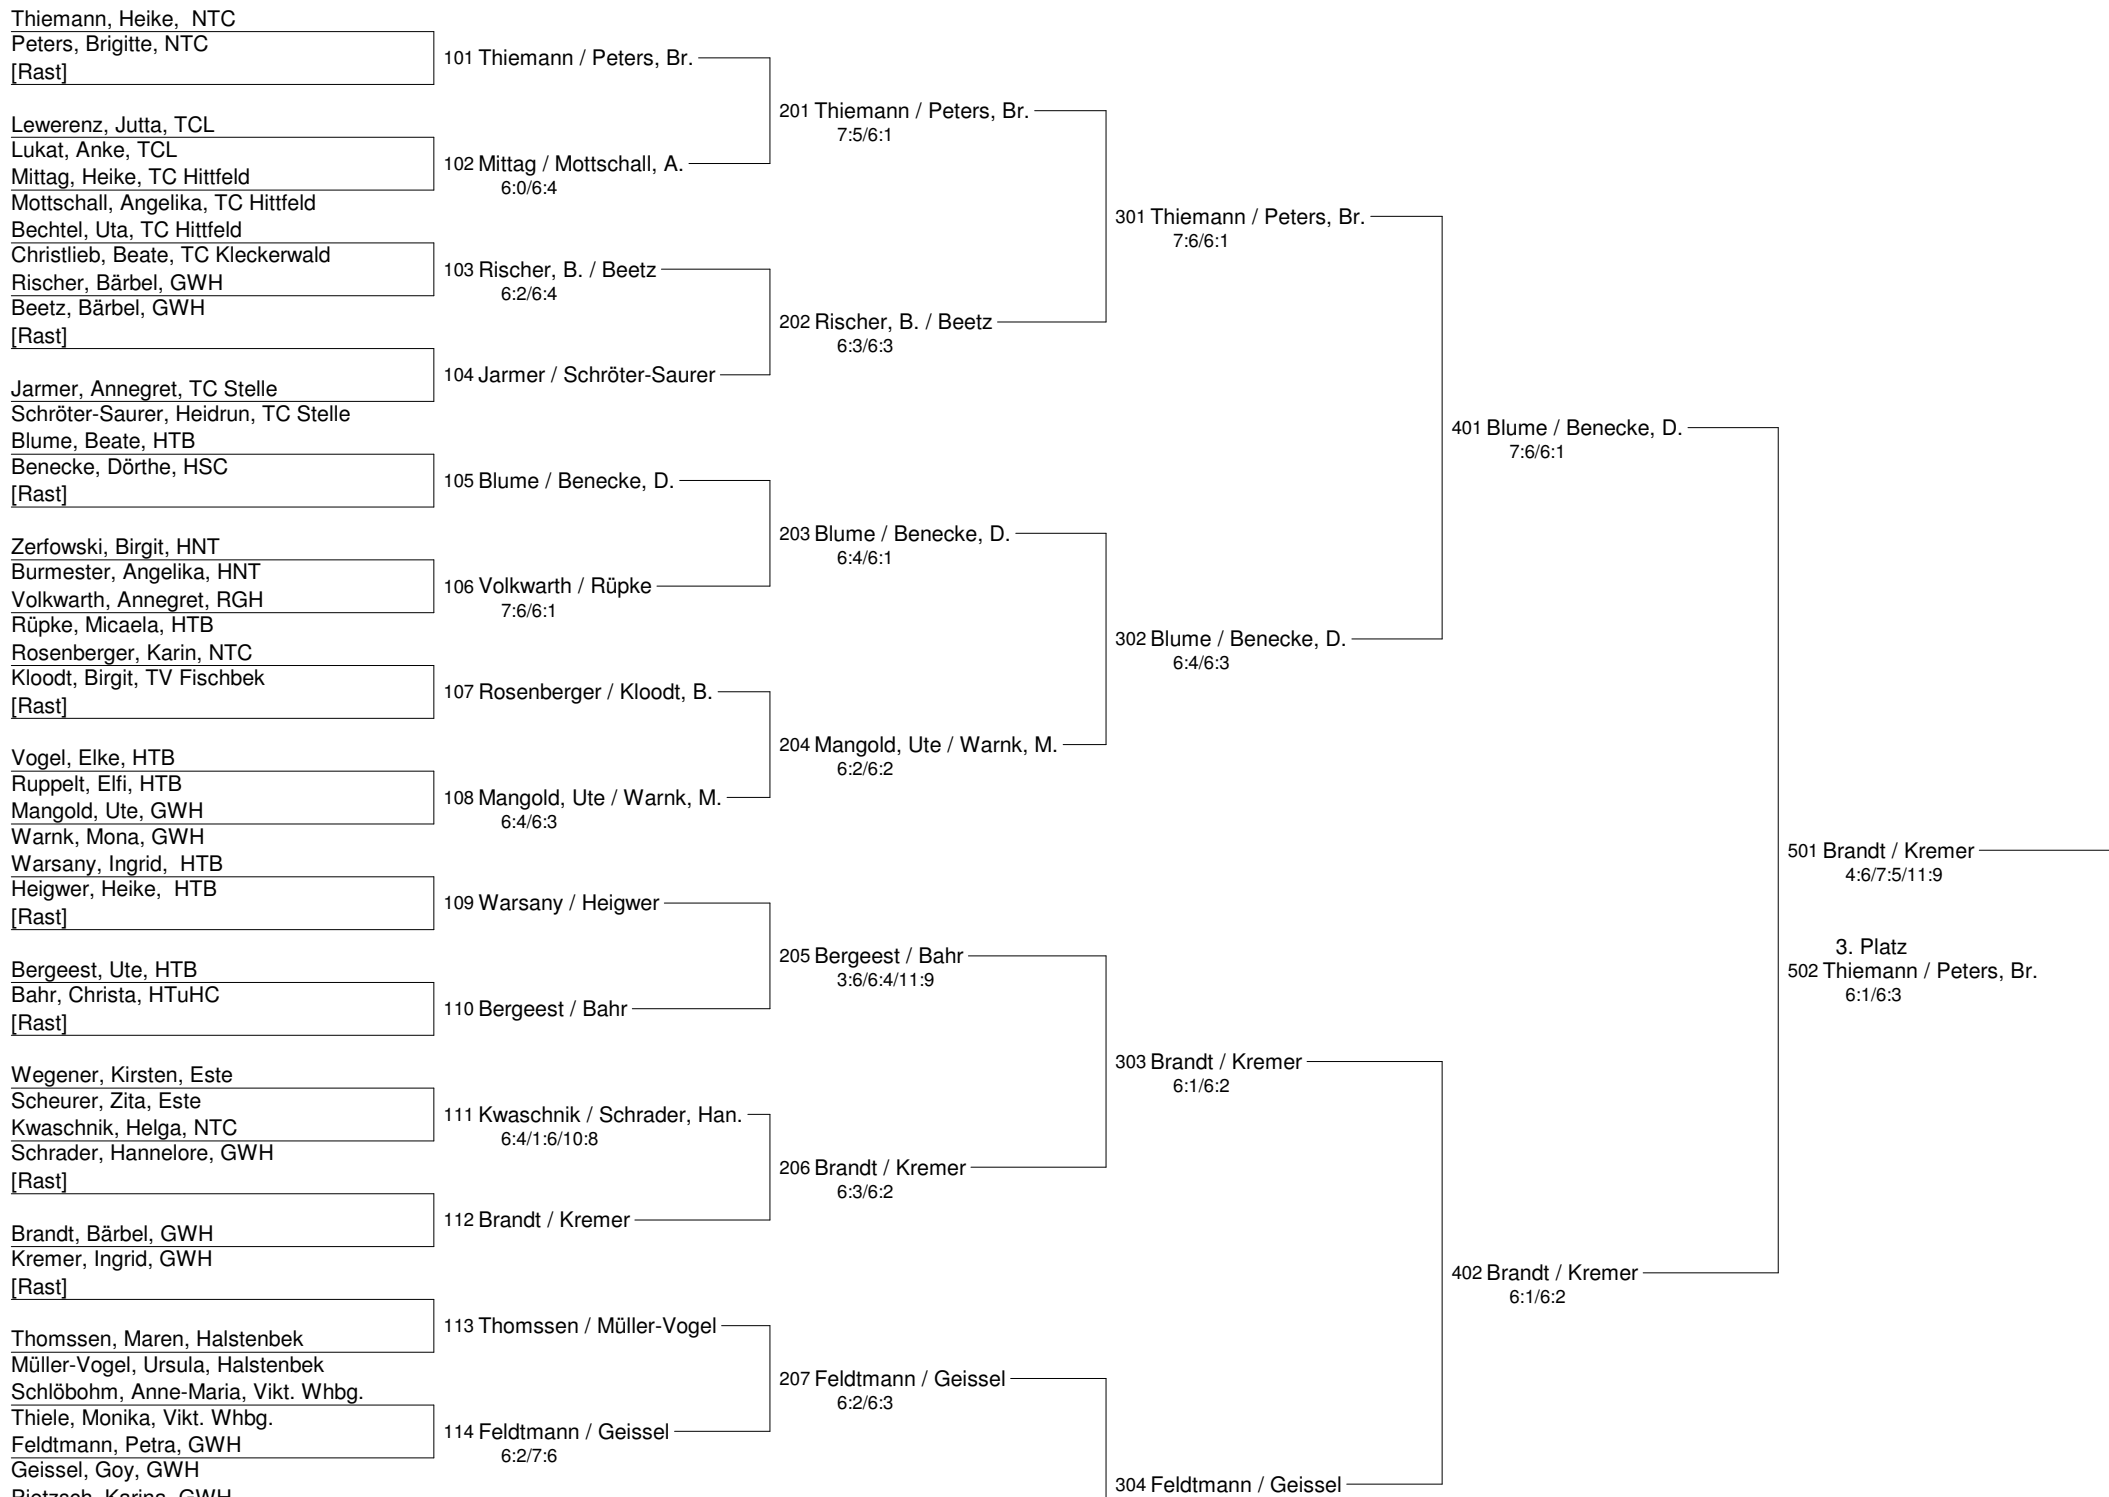 Thiemann, Heike, NTC
Peters, Brigitte, NTC
[Rast]
Lewerenz, Jutta, TCL
Lukat, Anke, TCL
Mittag, Heike, TC Hittfeld
Mottschall, Angelika, TC Hittfeld
Bechtel, Uta, TC Hittfeld
Christlieb, Beate, TC Kleckerwald
Rischer, Bärbel, GWH
Beetz, Bärbel, GWH
[Rast]
Jarmer, Annegret, TC Stelle
Schröter-Saurer, Heidrun, TC Stelle
Blume, Beate, HTB
Benecke, Dörthe, HSC
[Rast]
Zerfowski, Birgit, HNT
Burmester, Angelika, HNT
Volkwarth, Annegret, RGH
Rüpke, Micaela, HTB
Rosenberger, Karin, NTC
Kloodt, Birgit, TV Fischbek
[Rast]
Vogel, Elke, HTB
Ruppelt, Elfi, HTB
Mangold, Ute, GWH
Warnk, Mona, GWH
Warsany, Ingrid, HTB
Heigwer, Heike, HTB
[Rast]
Bergeest, Ute, HTB
Bahr, Christa, HTuHC
[Rast]
Wegener, Kirsten, Este
Scheurer, Zita, Este
Kwaschnik, Helga, NTC
Schrader, Hannelore, GWH
[Rast]
Brandt, Bärbel, GWH
Kremer, Ingrid, GWH
[Rast]
Thomssen, Maren, Halstenbek
Müller-Vogel, Ursula, Halstenbek
Schlöbohm, Anne-Maria, Vikt. Whbg.
Thiele, Monika, Vikt. Whbg.
Feldtmann, Petra, GWH
Geissel, Goy, GWH
101 Thiemann / Peters, Br.
102 Mittag / Mottschall, A.
6:0/6:4
103 Rischer, B. / Beetz
6:2/6:4
104 Jarmer / Schröter-Saurer
105 Blume / Benecke, D.
106 Volkwarth / Rüpke
7:6/6:1
107 Rosenberger / Kloodt, B.
108 Mangold, Ute / Warnk, M.
6:4/6:3
109 Warsany / Heigwer
110 Bergeest / Bahr
111 Kwaschnik / Schrader, Han.
6:4/1:6/10:8
112 Brandt / Kremer
113 Thomssen / Müller-Vogel
114 Feldtmann / Geissel
6:2/7:6
201 Thiemann / Peters, Br.
7:5/6:1
202 Rischer, B. / Beetz
6:3/6:3
203 Blume / Benecke, D.
6:4/6:1
204 Mangold, Ute / Warnk, M.
6:2/6:2
205 Bergeest / Bahr
3:6/6:4/11:9
206 Brandt / Kremer
6:3/6:2
207 Feldtmann / Geissel
6:2/6:3
301 Thiemann / Peters, Br.
7:6/6:1
302 Blume / Benecke, D.
6:4/6:3
303 Brandt / Kremer
6:1/6:2
304 Feldtmann / Geissel
401 Blume / Benecke, D.
7:6/6:1
402 Brandt / Kremer
6:1/6:2
501 Brandt / Kremer
4:6/7:5/11:9
3. Platz
502 Thiemann / Peters, Br.
6:1/6:3